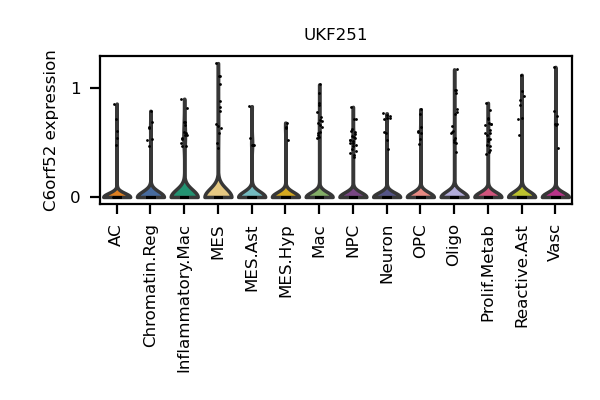 UKF251
C6orf52 expression
1
0
AC
Chromatin.Reg
Inflammatory.Mac
MES
MES.Ast
MES.Hyp
Mac
NPC
Neuron
OPC
Oligo
Prolif.Metab
Reactive.Ast
Vasc